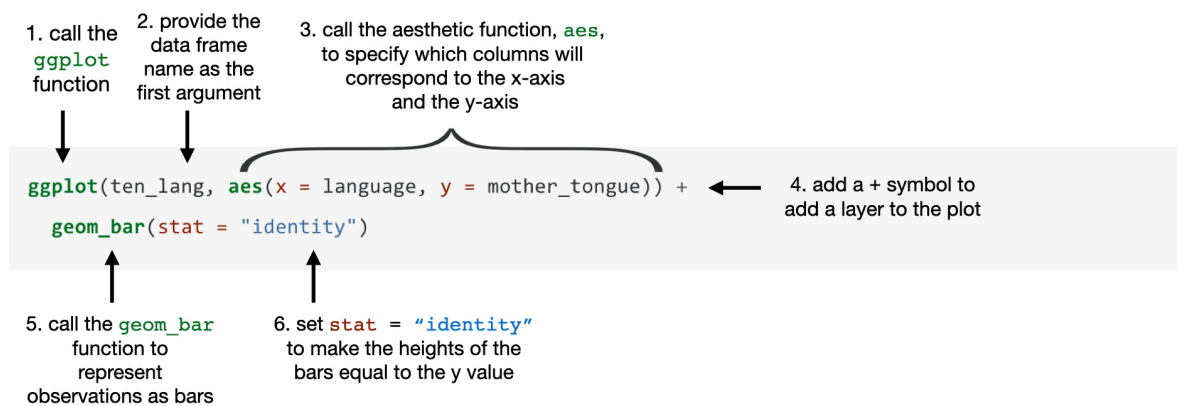 1. call the
ggplot
function
2. provide the
data frame
name as the
first argument
3. call the aesthetic function, aes,
to specify which columns will
correspond to the x-axis
and the y-axis
ggplot(ten_lang, aes(x = language, y = mother_tongue)) +
geom_bar(stat = "identity")
4. add a + symbol to
add a layer to the plot
5. call the geom_bar
function to
represent
observations as bars
6. set stat = “identity”
to make the heights of the
bars equal to the y value